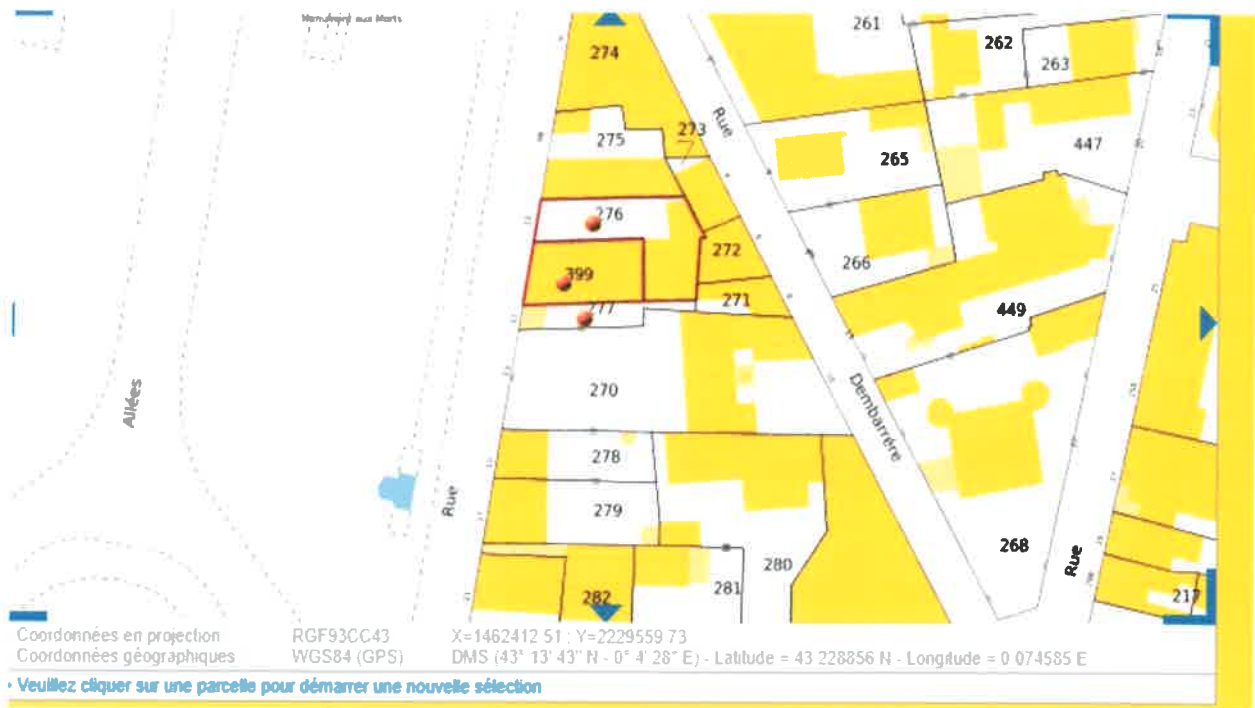 Monument aux Morts
261
262
263
274
Rue
275
273
265
447
276
272
266
399
271
277
449
270
Allées
Dembarrère
278
Rue
279
268
Rue
280
281
282
217
Coordonnées en projection RGF93CC43 X=1462412 51 ; Y=2229559 73
Coordonnées géographiques WGS84 (GPS) DMS (43° 13' 43" N - 0° 4' 28" E) - Latitude = 43 228856 N - Longitude = 0 074585 E
Veuillez cliquer sur une parcelle pour démarrer une nouvelle sélection